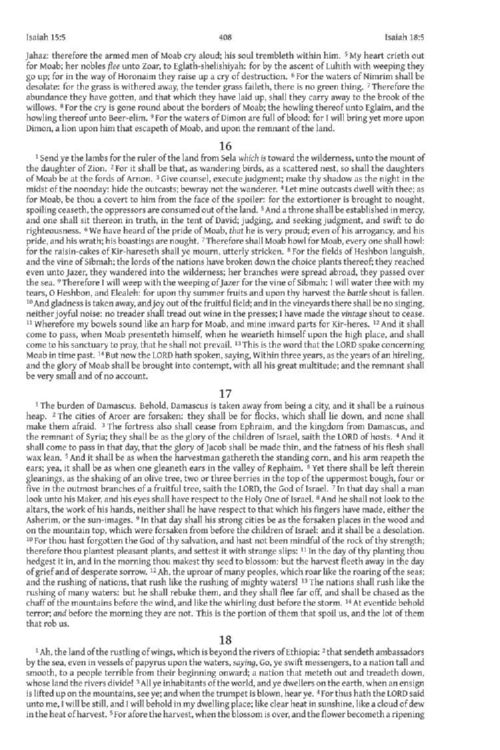 Isaiah 15:5 408 Isaiah 18:5
Jahaz: therefore the armed men of Moab cry aloud; his soul trembleth within him. 5 My heart crieth out
for Moab; her nobles flee unto Zoar, to Eglath-shelishiyah: for by the ascent of Luhith with weeping they
go up; for in the way of Horonaim they raise up a cry of destruction. 6 For the waters of Nimrim shall be
desolate; for the grass is withered away, the tender grass faileth, there is no green thing. 7 Therefore the
abundance they have gotten, and that which they have laid up, shall they carry away to the brook of the
willows. 8 For the cry is gone round about the borders of Moab; the howling thereof unto Eglaim, and the
howling thereof unto Beer-elim. 9 For the waters of Dimon are full of blood; for I will bring yet more upon
Dimon, a lion upon him that escapeth of Moab, and upon the remnant of the land.
16
1 Send ye the lambs for the ruler of the land from Sela which is toward the wilderness, unto the mount of
the daughter of Zion. 2 For it shall be that, as wandering birds, as a scattered nest, so shall the daughters
of Moab be at the fords of Arnon. 3 Give counsel, execute judgment; make thy shadow as the night in the
midst of the noonday: hide the outcasts; bewray not the wanderer. 4 Let mine outcasts dwell with thee; as
for Moab, be thou a covert to him from the face of the spoiler: for the extortioner is brought to nought,
spoiling ceaseth, the oppressors are consumed out of the land. 5 And a throne shall be established in mercy,
and one shall sit thereon in truth, in the tent of David; judging, and seeking judgment, and swift to do
righteousness. 6 We have heard of the pride of Moab, that he is very proud; even of his arrogancy, and his
pride, and his wrath; his boastings are nought. 7 Therefore shall Moab howl for Moab, every one shall howl:
for the raisin-cakes of Kir-hareseth shall ye mourn, utterly stricken. 8 For the fields of Heshbon languish,
and the vine of Sibmah; the lords of the nations have broken down the choice plants thereof; they reached
even unto Jazer, they wandered into the wilderness; her branches were spread abroad, they passed over
the sea. 9 Therefore I will weep with the weeping of Jazer for the vine of Sibmah; I will water thee with my
tears, O Heshbon, and Elealeh: for upon thy summer fruits and upon thy harvest the battle shout is fallen.
10 And gladness is taken away, and joy out of the fruitful field; and in the vineyards there shall be no singing,
neither joyful noise: no treader shall tread out wine in the presses; I have made the vintage shout to cease.
11 Wherefore my bowels sound like an harp for Moab, and mine inward parts for Kir-heres. 12 And it shall
come to pass, when Moab presenteth himself, when he wearieth himself upon the high place, and shall
come to his sanctuary to pray, that he shall not prevail. 13 This is the word that the LORD spake concerning
Moab in time past. 14 But now the LORD hath spoken, saying, Within three years, as the years of an hireling,
and the glory of Moab shall be brought into contempt, with all his great multitude; and the remnant shall
be very small and of no account.
17
1 The burden of Damascus. Behold, Damascus is taken away from being a city, and it shall be a ruinous
heap. 2 The cities of Aroer are forsaken: they shall be for flocks, which shall lie down, and none shall
make them afraid. 3 The fortress also shall cease from Ephraim, and the kingdom from Damascus, and
the remnant of Syria; they shall be as the glory of the children of Israel, saith the LORD of hosts. 4 And it
shall come to pass in that day, that the glory of Jacob shall be made thin, and the fatness of his flesh shall
wax lean. 5 And it shall be as when the harvestman gathereth the standing corn, and his arm reapeth the
ears; yea, it shall be as when one gleaneth ears in the valley of Rephaim. 6 Yet there shall be left therein
gleanings, as the shaking of an olive tree, two or three berries in the top of the uppermost bough, four or
five in the outmost branches of a fruitful tree, saith the LORD, the God of Israel. 7 In that day shall a man
look unto his Maker, and his eyes shall have respect to the Holy One of Israel. 8 And he shall not look to the
altars, the work of his hands, neither shall he have respect to that which his fingers have made, either the
Asherim, or the sun-images. 9 In that day shall his strong cities be as the forsaken places in the wood and
on the mountain top, which were forsaken from before the children of Israel: and it shall be a desolation.
10 For thou hast forgotten the God of thy salvation, and hast not been mindful of the rock of thy strength;
therefore thou plantest pleasant plants, and settest it with strange slips: 11 In the day of thy planting thou
hedgest it in, and in the morning thou makest thy seed to blossom: but the harvest fleeth away in the day
of grief and of desperate sorrow. 12 Ah, the uproar of many peoples, which roar like the roaring of the seas;
and the rushing of nations, that rush like the rushing of mighty waters! 13 The nations shall rush like the
rushing of many waters: but he shall rebuke them, and they shall flee far off, and shall be chased as the
chaff of the mountains before the wind, and like the whirling dust before the storm. 14 At eventide behold
terror; and before the morning they are not. This is the portion of them that spoil us, and the lot of them
that rob us.
18
1 Ah, the land of the rustling of wings, which is beyond the rivers of Ethiopia: 2 that sendeth ambassadors
by the sea, even in vessels of papyrus upon the waters, saying, Go, ye swift messengers, to a nation tall and
smooth, to a people terrible from their beginning onward; a nation that meteth out and treadeth down,
whose land the rivers divide! 3 All ye inhabitants of the world, and ye dwellers on the earth, when an ensign
is lifted up on the mountains, see ye; and when the trumpet is blown, hear ye. 4 For thus hath the LORD said
unto me, I will be still, and I will behold in my dwelling place; like clear heat in sunshine, like a cloud of dew
in the heat of harvest. 5 For afore the harvest, when the blossom is over, and the flower becometh a ripening